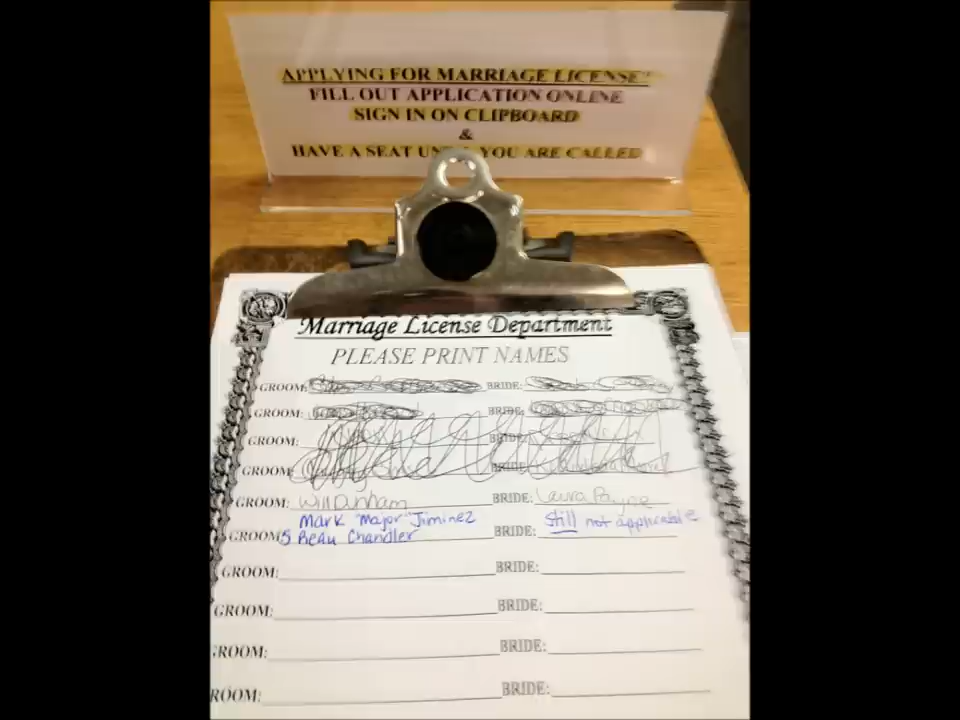 APPLYING FOR MARRIAGE LICENSE?
FILL OUT APPLICATION ONLINE
SIGN IN ON CLIPBOARD
&
HAVE A SEAT UNTIL YOU ARE CALLED
Marriage License Department
PLEASE PRINT NAMES
GROOM: BRIDE:
GROOM: BRIDE:
GROOM: BRIDE:
GROOM: BRIDE:
GROOM: Will Dunham BRIDE: Laura Payne
Mark "Major" Jiminez Still not applicable
GROOMS Beau Chandler BRIDE:
GROOM: BRIDE:
GROOM: BRIDE:
GROOM: BRIDE:
ROOM: BRIDE: